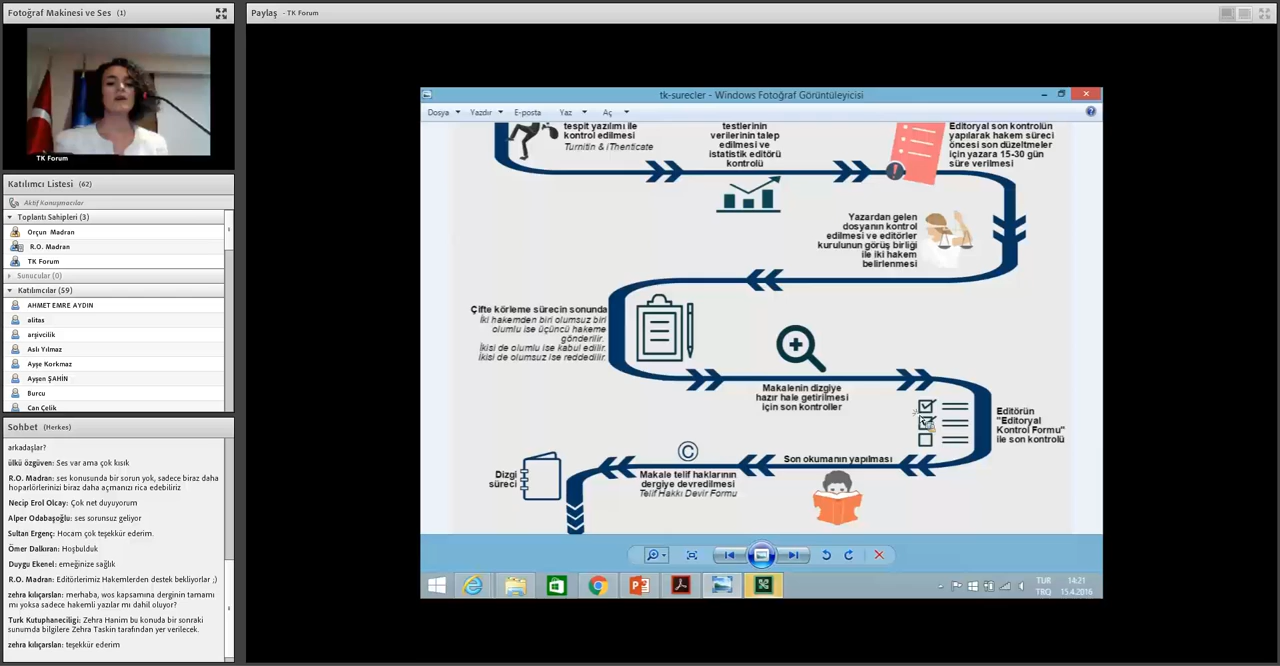 Fotoğraf Makinesi ve Ses (1)
TK Forum
Katılımcı Listesi (62)
Aktif Konuşmacılar
Toplantı Sahipleri (3)
Orçun Madran
R.O. Madran
TK Forum
Sunucular (0)
Katılımcılar (59)
AHMET EMRE AYDIN
alitas
arşivcilik
Aslı Yılmaz
Ayşe Korkmaz
Ayşen ŞAHİN
Burcu
Can Çelik
Sohbet (Herkes)
arkadaşlar?
ülkü özgüven: Ses var ama çok kısık
R.O. Madran: ses konusunda bir sorun yok, sadece biraz daha
hoparlörlerinizi biraz daha açmanızı rica edebiliriz
Necip Erol Olcay: Çok net duyuyorum
Alper Odabaşoğlu: ses sorunsuz geliyor
Sultan Ergenç: Hocam çok teşekkür ederim.
Ömer Dalkıran: Hoşbulduk
Duygu Ekenel: emeğinize sağlık
R.O. Madran: Editörlerimiz Hakemlerden destek bekliyorlar ;)
zehra kılıçarslan: merhaba, wos kapsamına derginin tamamı
mı yoksa sadece hakemli yazılar mı dahil oluyor?
Turk Kutuphaneciligi: Zehra Hanim bu konuda bir sonraki
sunumda bilgilere Zehra Taskin tarafından yer verilecek.
zehra kılıçarslan: teşekkür ederim
Paylaş - TK Forum
tk-surecler - Windows Fotoğraf Görüntüleyicisi
Dosya Yazdır E-posta Yaz Aç
tespit yazılımı ile
kontrol edilmesi
Turnitin & iThenticate
testlerinin
verilerinin talep
edilmesi ve
istatistik editörü
kontrolü
Editoryal son kontrolün
yapılarak hakem süreci
öncesi son düzeltmeler
için yazara 15-30 gün
süre verilmesi
Yazardan gelen
dosyanın kontrol
edilmesi ve editörler
kurulunun görüş birliği
ile iki hakem
belirlenmesi
Çifte körleme sürecin sonunda
İki hakemden biri olumsuz biri
olumlu ise üçüncü hakeme
gönderilir.
İkisi de olumlu ise kabul edilir.
İkisi de olumsuz ise reddedilir.
Makalenin dizgiye
hazır hale getirilmesi
için son kontroller
Editörün
"Editoryal
Kontrol Formu"
ile son kontrolü
Son okumanın yapılması
©
Makale telif haklarının
dergiye devredilmesi
Telif Hakkı Devir Formu
Dizgi
süreci
TUR 14:21
TRQ 15.4.2016